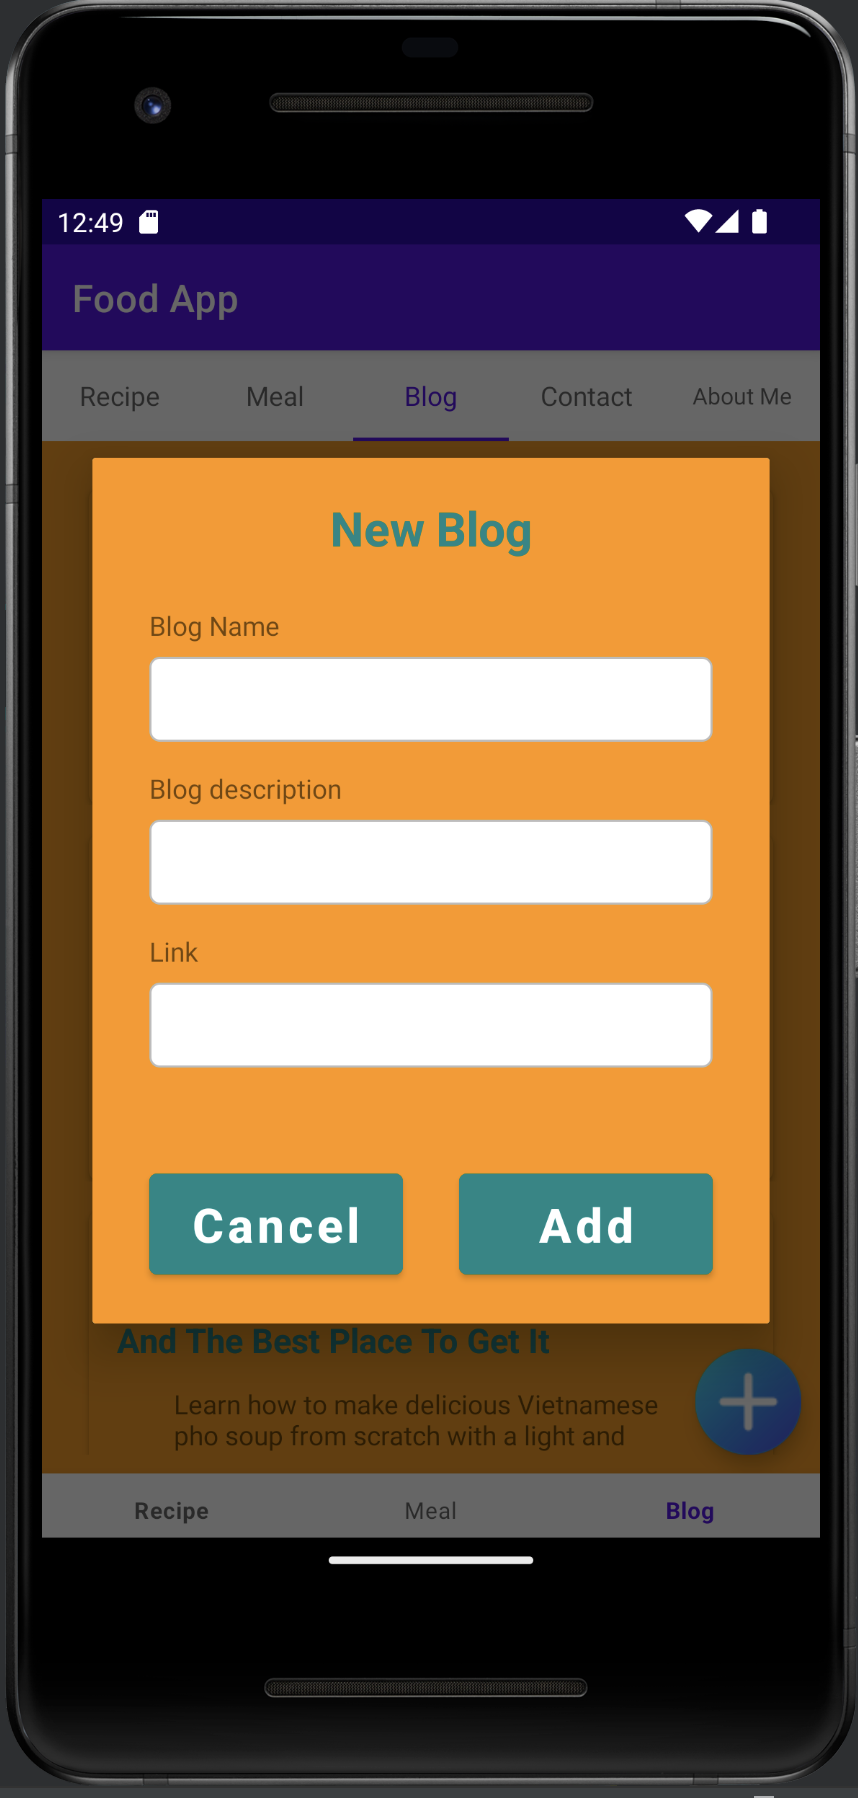 12:49
Food App
Recipe Meal Blog Contact About Me
New Blog
Blog Name
Blog description
Link
Cancel Add
And The Best Place To Get It
Learn how to make delicious Vietnamese
pho soup from scratch with a light and
Recipe Meal Blog